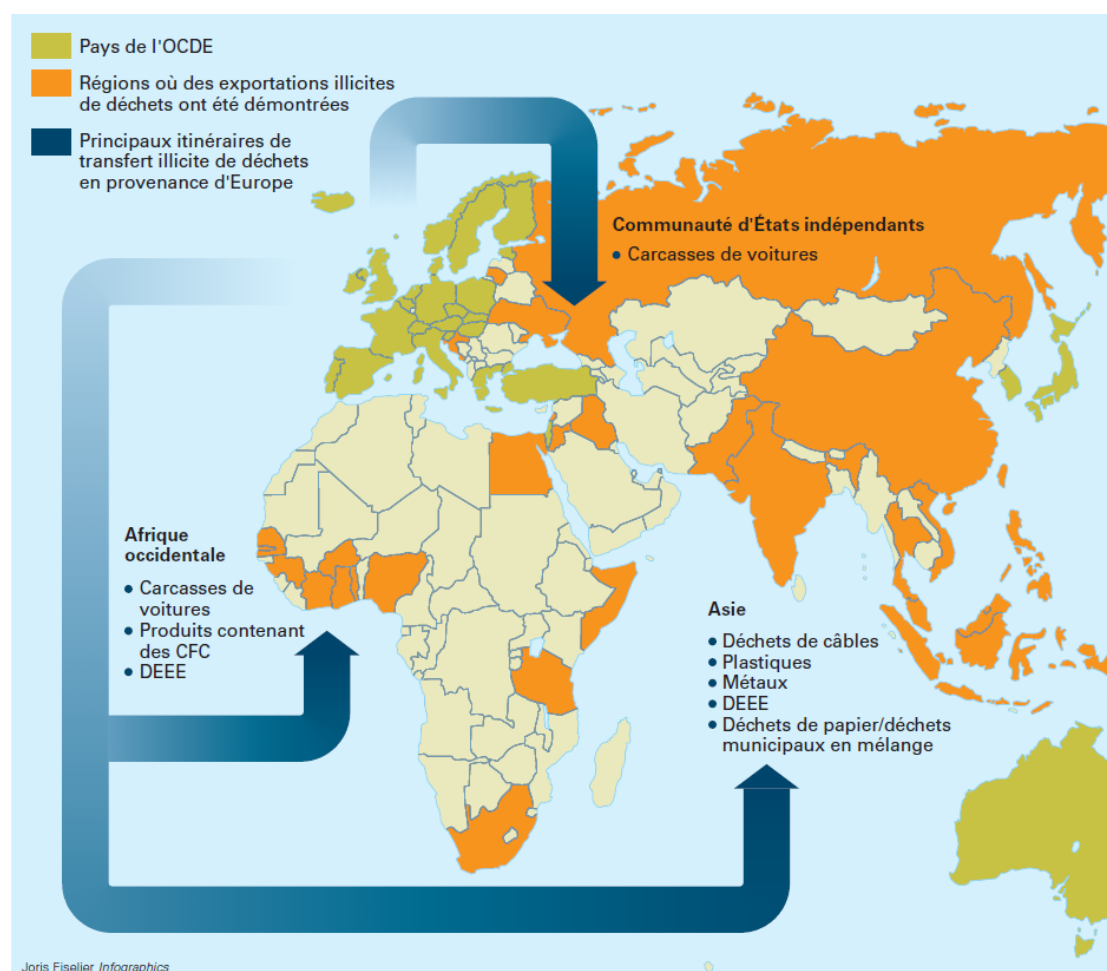 Pays de l'OCDE
Régions où des exportations illicites
de déchets ont été démontrées
Principaux itinéraires de
transfert illicite de déchets
en provenance d'Europe
Communauté d'États indépendants
• Carcasses de voitures
Afrique
occidentale
• Carcasses de
voitures
• Produits contenant
des CFC
• DEEE
Asie
• Déchets de câbles
• Plastiques
• Métaux
• DEEE
• Déchets de papier/déchets
municipaux en mélange
Joris Fiselier Infographics